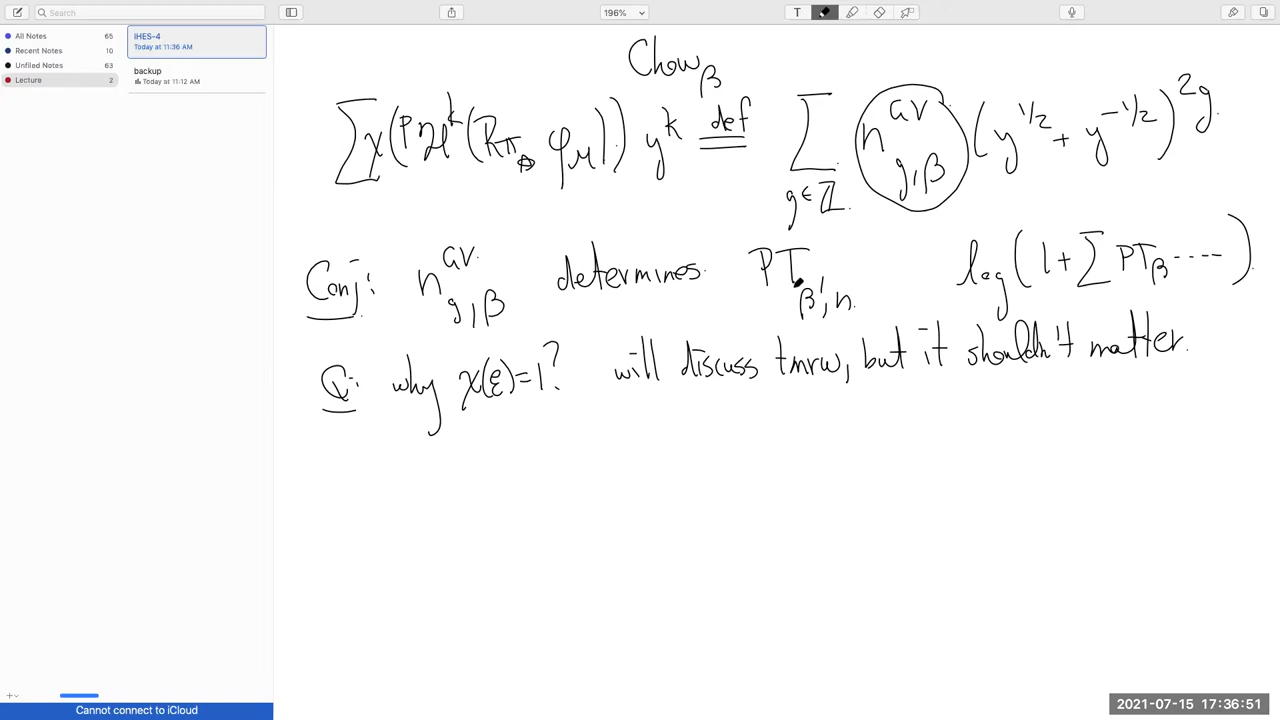 Search
196%
T
All Notes 65
Recent Notes 10
Unfiled Notes 63
Lecture 2
IHES-4
Today at 11:36 AM
backup
Today at 11:12 AM
Chow_β
∑ χ(ᵖℋ^k(Rπ_* φ_M)) y^k =^{def} ∑_{g∈ℤ} n^{GV}_{g,β} (y^{1/2} + y^{-1/2})^{2g}.
Conj: n^{GV}_{g,β} determines PT_{β',n}. log(1+∑ PT_β ....).
Q: why χ(ℰ)=1? will discuss tmrw, but it shouldn't matter.
Cannot connect to iCloud
2021-07-15 17:36:51